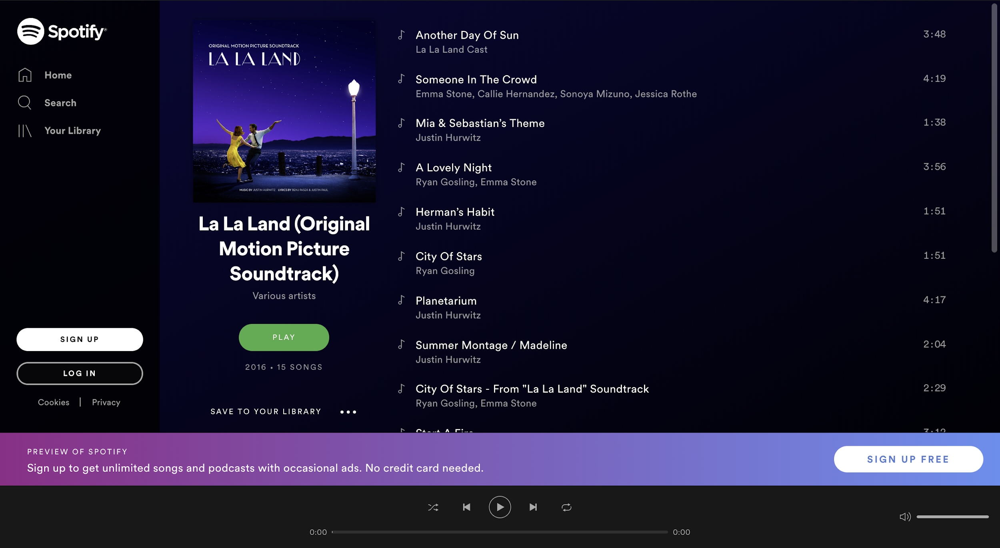 Spotify®
Home
Search
Your Library
SIGN UP
LOG IN
Cookies | Privacy
ORIGINAL MOTION PICTURE SOUNDTRACK
LA LA LAND
MUSIC BY JUSTIN HURWITZ LYRICS BY BENJ PASEK & JUSTIN PAUL
La La Land (Original
Motion Picture
Soundtrack)
Various artists
PLAY
2016 • 15 SONGS
SAVE TO YOUR LIBRARY
Another Day Of Sun 3:48
La La Land Cast
Someone In The Crowd 4:19
Emma Stone, Callie Hernandez, Sonoya Mizuno, Jessica Rothe
Mia & Sebastian’s Theme 1:38
Justin Hurwitz
A Lovely Night 3:56
Ryan Gosling, Emma Stone
Herman’s Habit 1:51
Justin Hurwitz
City Of Stars 1:51
Ryan Gosling
Planetarium 4:17
Justin Hurwitz
Summer Montage / Madeline 2:04
Justin Hurwitz
City Of Stars - From "La La Land" Soundtrack 2:29
Ryan Gosling, Emma Stone
Start A Fire 3:12
PREVIEW OF SPOTIFY
Sign up to get unlimited songs and podcasts with occasional ads. No credit card needed.
SIGN UP FREE
0:00 0:00